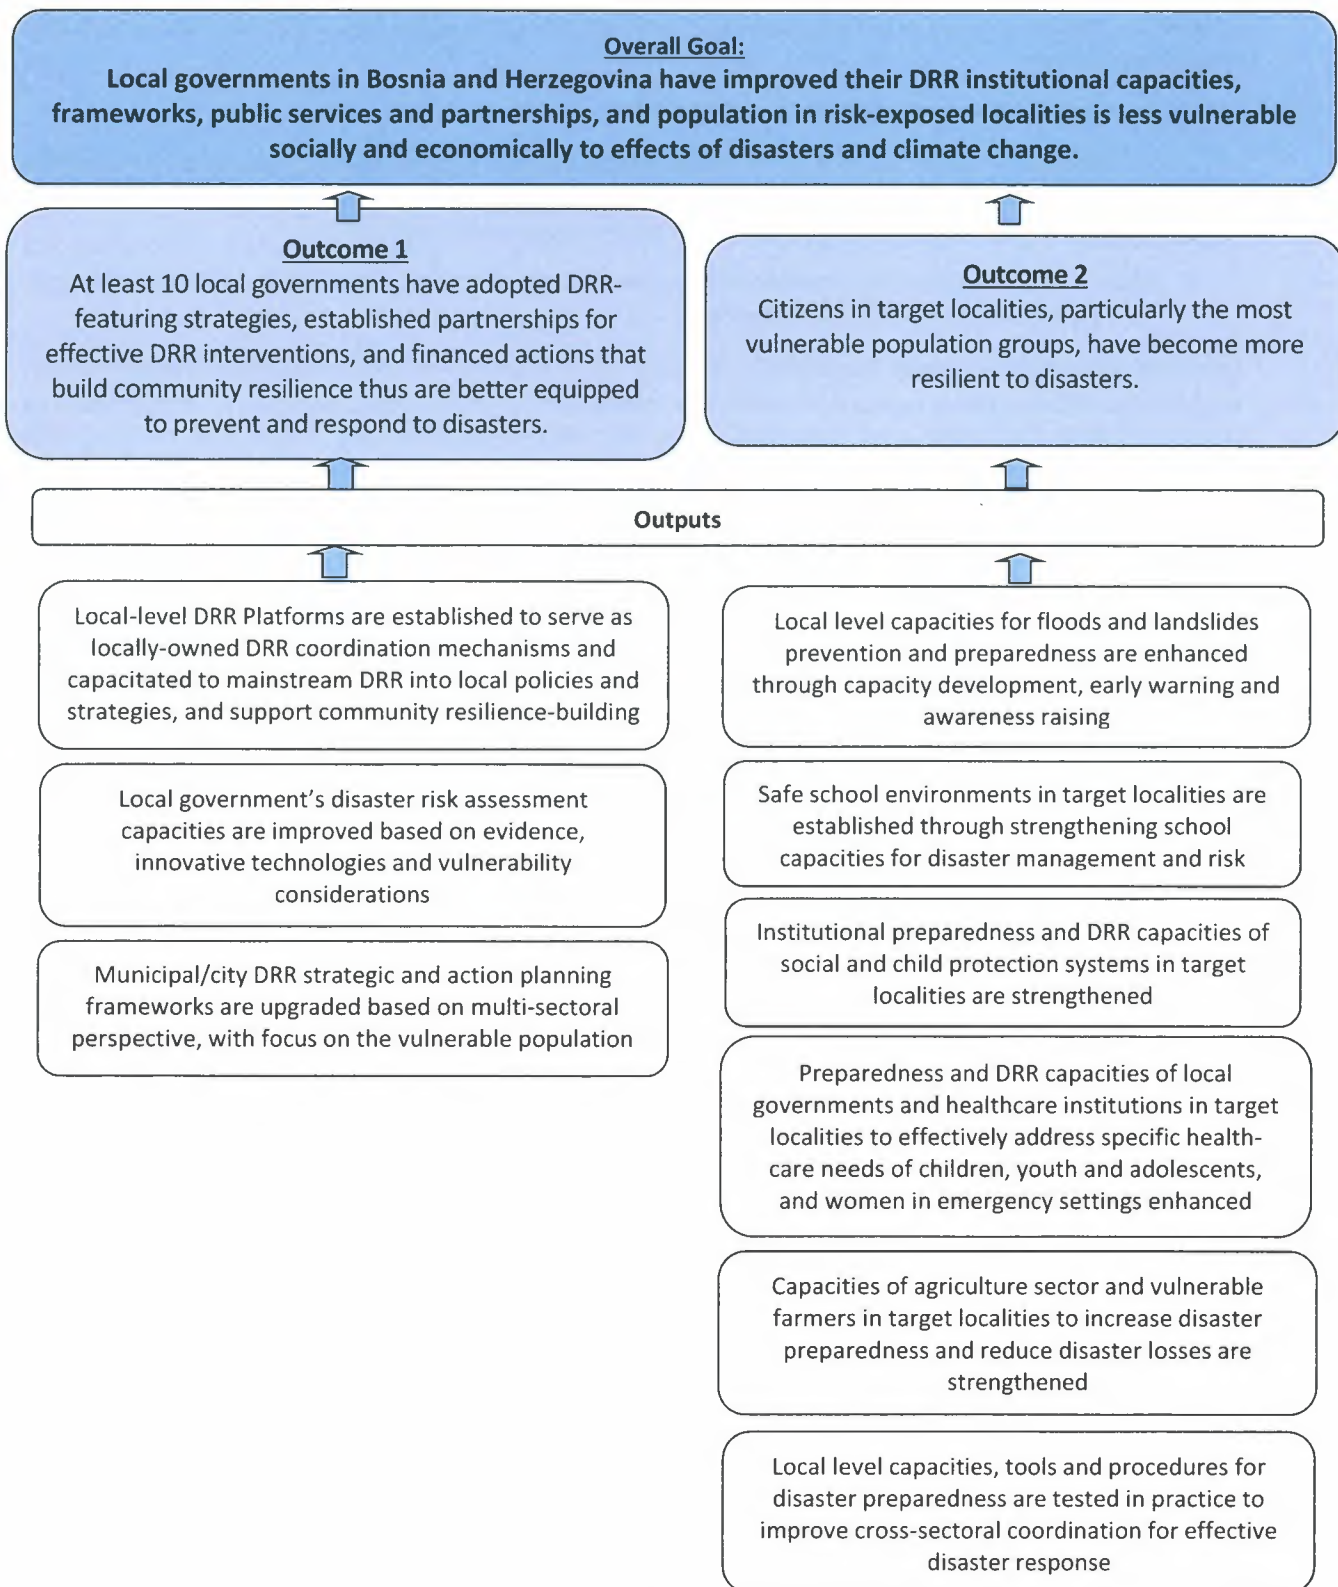 Overall Goal:
Local governments in Bosnia and Herzegovina have improved their DRR institutional capacities,
frameworks, public services and partnerships, and population in risk-exposed localities is less vulnerable
socially and economically to effects of disasters and climate change.
Outcome 1
At least 10 local governments have adopted DRR-
featuring strategies, established partnerships for
effective DRR interventions, and financed actions that
build community resilience thus are better equipped
to prevent and respond to disasters.
Outcome 2
Citizens in target localities, particularly the most
vulnerable population groups, have become more
resilient to disasters.
Outputs
Local-level DRR Platforms are established to serve as
locally-owned DRR coordination mechanisms and
capacitated to mainstream DRR into local policies and
strategies, and support community resilience-building
Local government's disaster risk assessment
capacities are improved based on evidence,
innovative technologies and vulnerability
considerations
Municipal/city DRR strategic and action planning
frameworks are upgraded based on multi-sectoral
perspective, with focus on the vulnerable population
Local level capacities for floods and landslides
prevention and preparedness are enhanced
through capacity development, early warning and
awareness raising
Safe school environments in target localities are
established through strengthening school
capacities for disaster management and risk
Institutional preparedness and DRR capacities of
social and child protection systems in target
localities are strengthened
Preparedness and DRR capacities of local
governments and healthcare institutions in target
localities to effectively address specific health-
care needs of children, youth and adolescents,
and women in emergency settings enhanced
Capacities of agriculture sector and vulnerable
farmers in target localities to increase disaster
preparedness and reduce disaster losses are
strengthened
Local level capacities, tools and procedures for
disaster preparedness are tested in practice to
improve cross-sectoral coordination for effective
disaster response